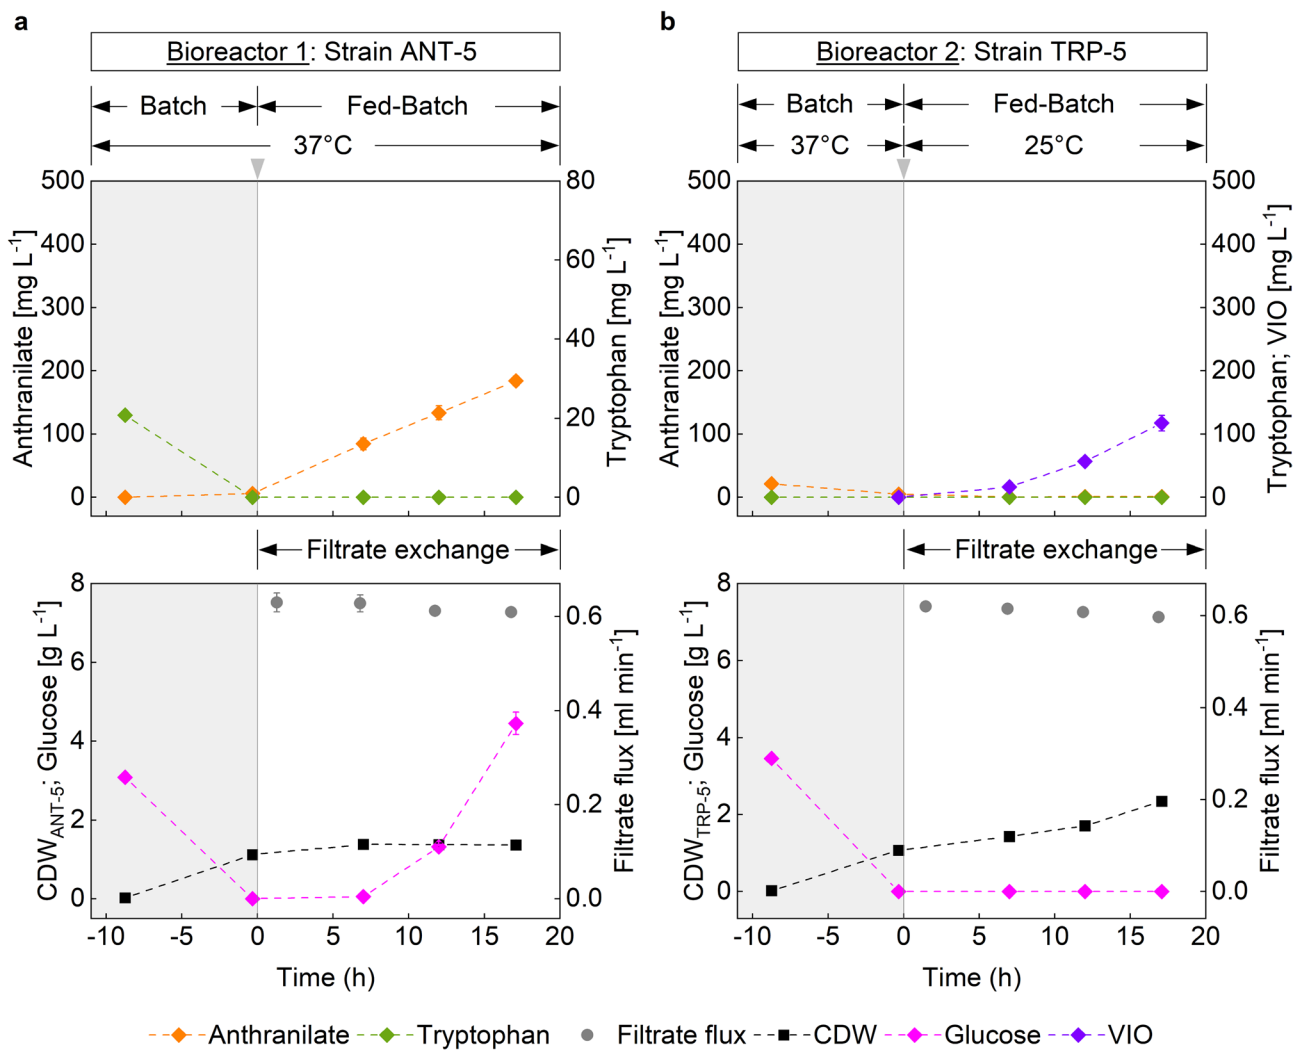 a
Bioreactor 1: Strain ANT-5
Batch
Fed-Batch
37°C
500
400
300
200
100
0
Anthranilate [mg L⁻¹]
80
60
40
20
0
Tryptophan [mg L⁻¹]
Filtrate exchange
8
6
4
2
0
CDW_ANT-5; Glucose [g L⁻¹]
0.6
0.4
0.2
0.0
Filtrate flux [ml min⁻¹]
-10 -5 0 5 10 15 20
Time (h)
b
Bioreactor 2: Strain TRP-5
Batch
Fed-Batch
37°C
25°C
500
400
300
200
100
0
Anthranilate [mg L⁻¹]
500
400
300
200
100
0
Tryptophan; VIO [mg L⁻¹]
Filtrate exchange
8
6
4
2
0
CDW_TRP-5; Glucose [g L⁻¹]
0.6
0.4
0.2
0.0
Filtrate flux [ml min⁻¹]
-10 -5 0 5 10 15 20
Time (h)
Anthranilate Tryptophan Filtrate flux CDW Glucose VIO